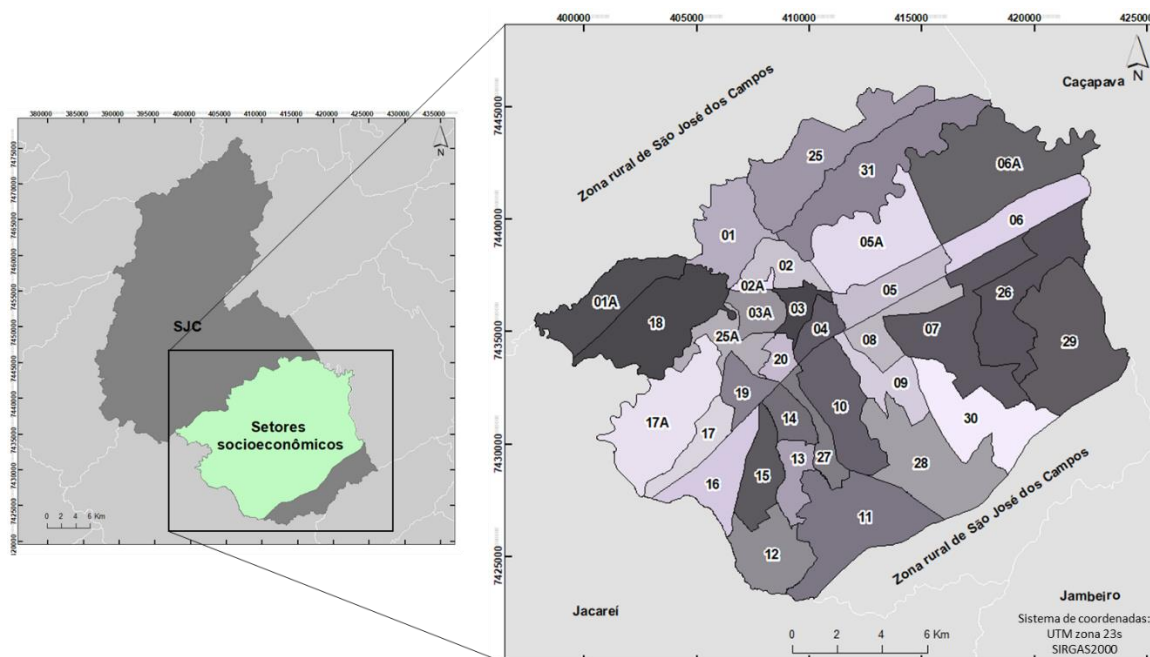 380000 385000 390000 395000 400000 405000 410000 415000 420000 425000 430000 435000
7475000
7470000
7465000
7460000
7455000
7450000
7445000
7440000
7435000
7430000
7425000
N
SJC
Setores
socioeconômicos
0 2 4 6 Km
400000 405000 410000 415000 420000
7445000
7440000
7435000
7430000
7425000
N
Caçapava
Zona rural de São José dos Campos
25
31
06A
01
05A
06
02
02A
05
01A
18
03A
03
04
26
25A
08
07
29
20
09
19
17A
14
10
30
17
13
27
28
16
15
11
12
Zona rural de São José dos Campos
Jacareí
Jambeiro
0 2 4 6 Km
Sistema de coordenadas:
UTM zona 23s
SIRGAS2000